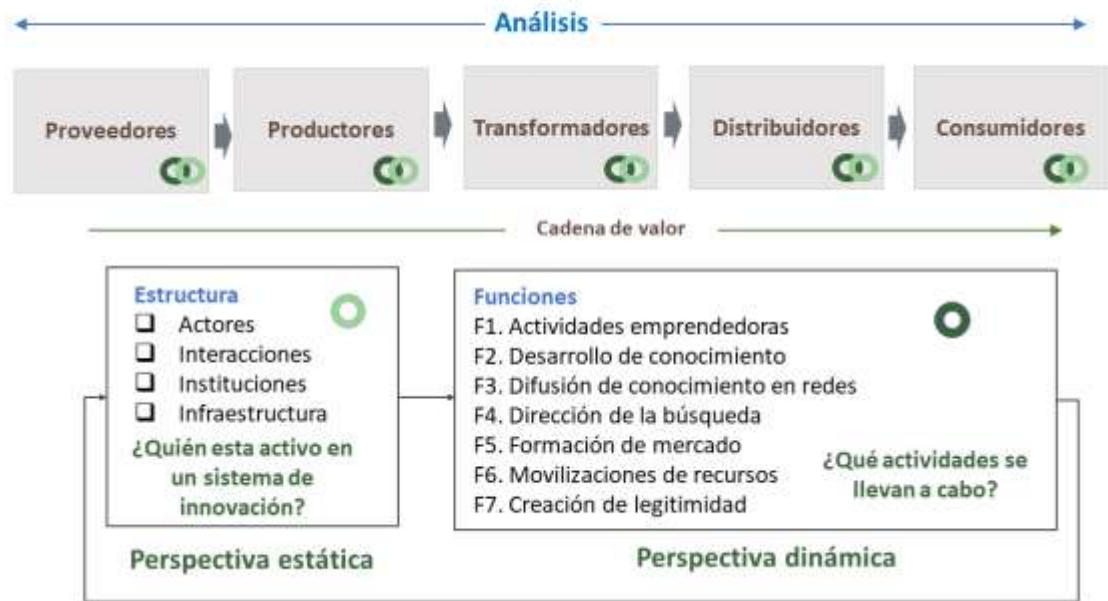 Análisis
Proveedores
Productores
Transformadores
Distribuidores
Consumidores
Cadena de valor
Estructura
Actores
Interacciones
Instituciones
Infraestructura
¿Quién esta activo en
un sistema de
innovación?
Perspectiva estática
Funciones
F1. Actividades emprendedoras
F2. Desarrollo de conocimiento
F3. Difusión de conocimiento en redes
F4. Dirección de la búsqueda
F5. Formación de mercado
F6. Movilizaciones de recursos
F7. Creación de legitimidad
¿Qué actividades se
llevan a cabo?
Perspectiva dinámica